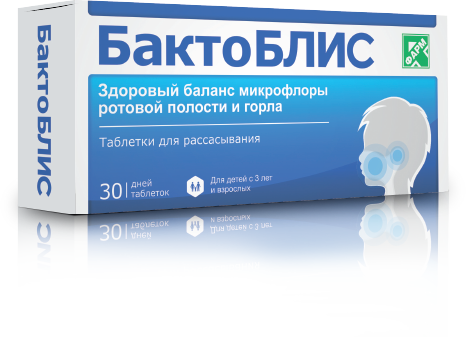 БактоБЛИС
БактоБЛИС
ФАРМ
Здоровый баланс микрофлоры
ротовой полости и горла
Таблетки для рассасывания
30 дней
таблеток
Для детей с 3 лет
и взрослых